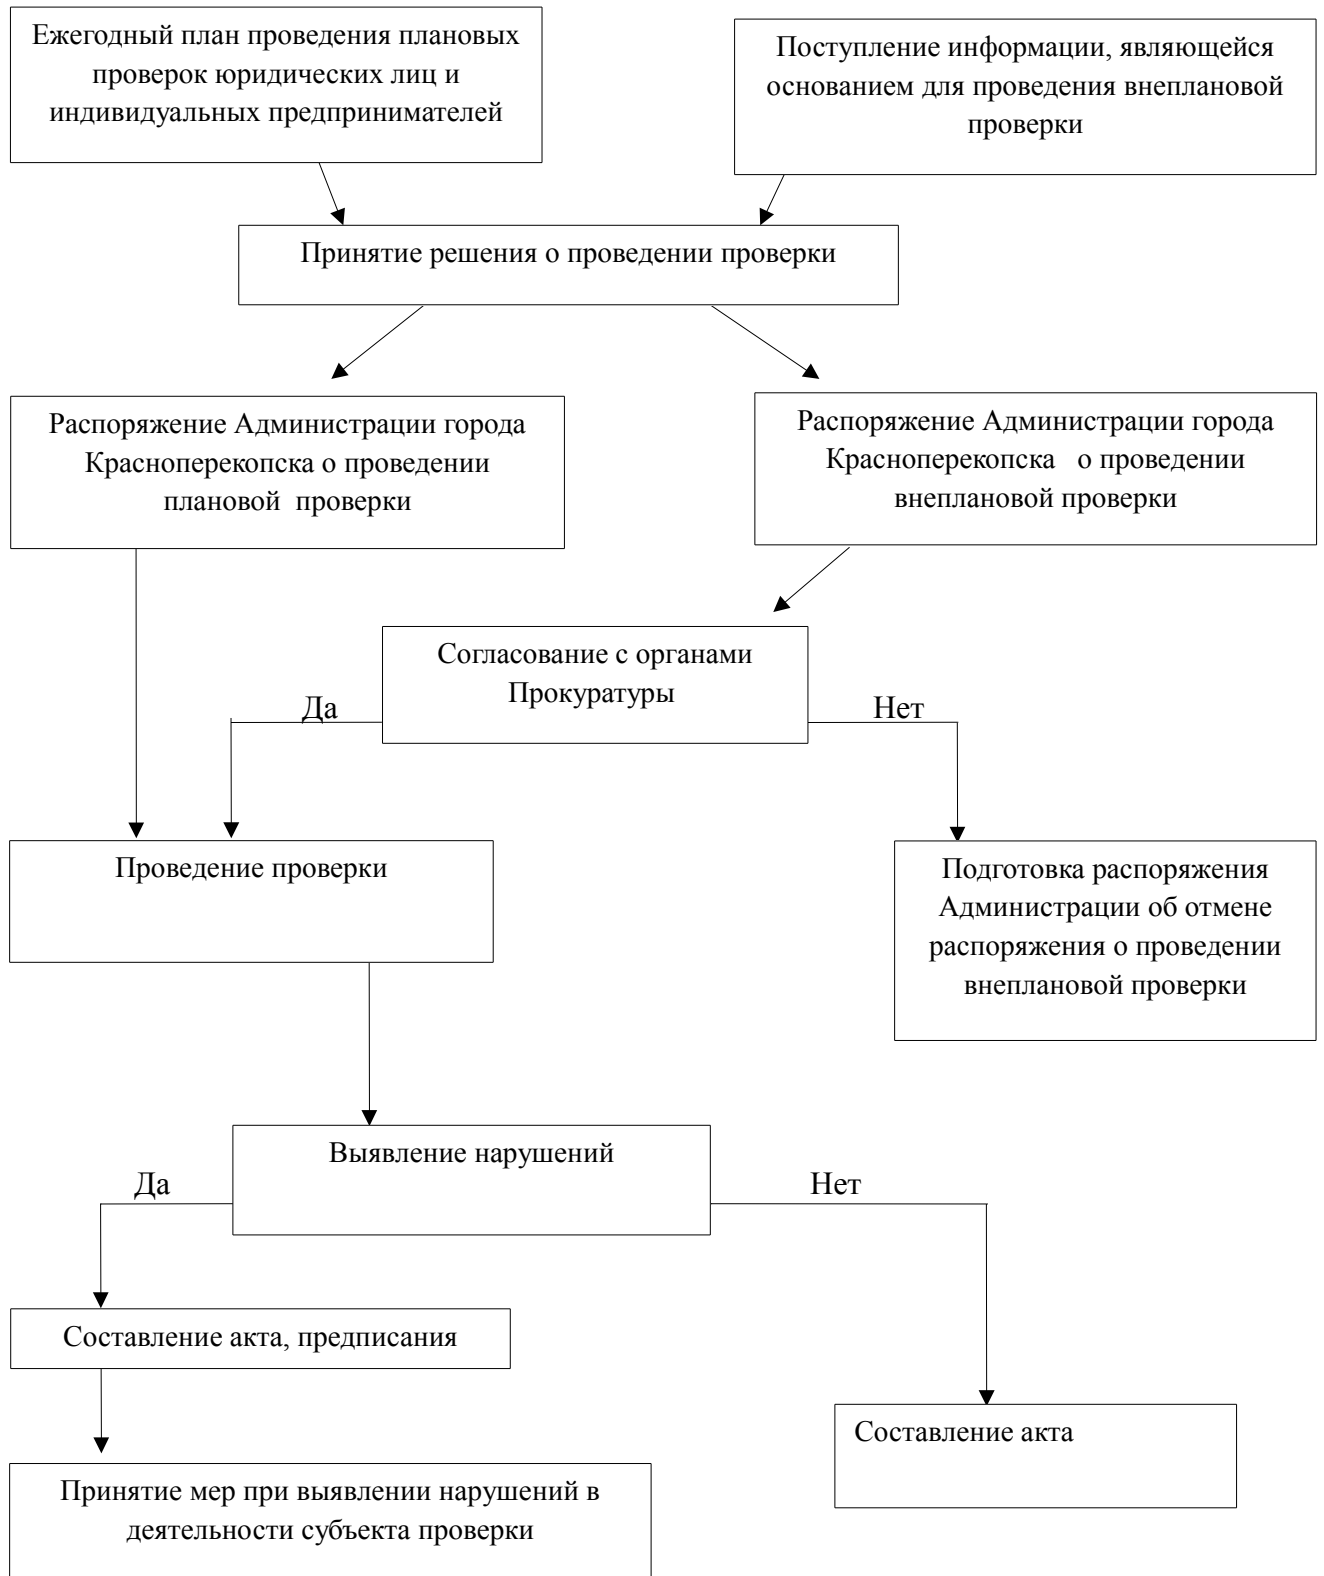 Ежегодный план проведения плановых
проверок юридических лиц и
индивидуальных предпринимателей
Поступление информации, являющейся
основанием для проведения внеплановой
проверки
Принятие решения о проведении проверки
Распоряжение Администрации города
Красноперекопска о проведении
плановой проверки
Распоряжение Администрации города
Красноперекопска о проведении
внеплановой проверки
Согласование с органами
Прокуратуры
Да
Нет
Проведение проверки
Подготовка распоряжения
Администрации об отмене
распоряжения о проведении
внеплановой проверки
Выявление нарушений
Да
Нет
Составление акта, предписания
Составление акта
Принятие мер при выявлении нарушений в
деятельности субъекта проверки